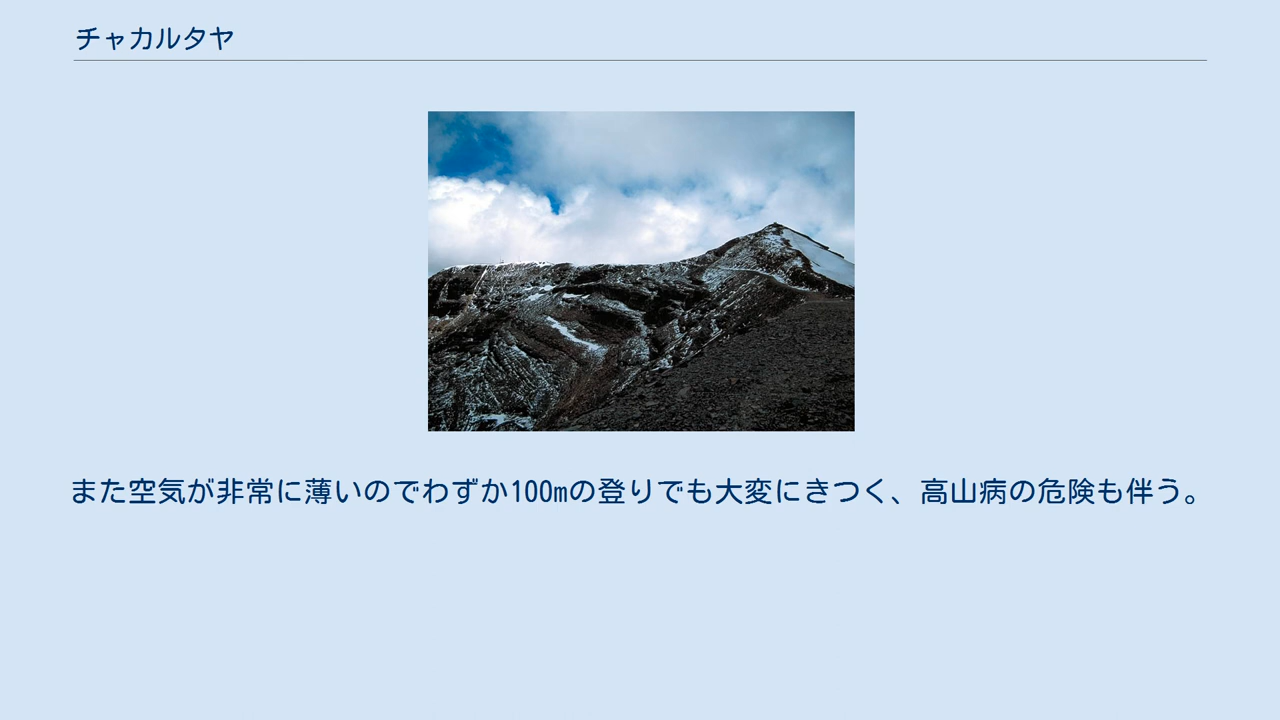 チャカルタヤ
また空気が非常に薄いのでわずか100mの登りでも大変にきつく、高山病の危険も伴う。